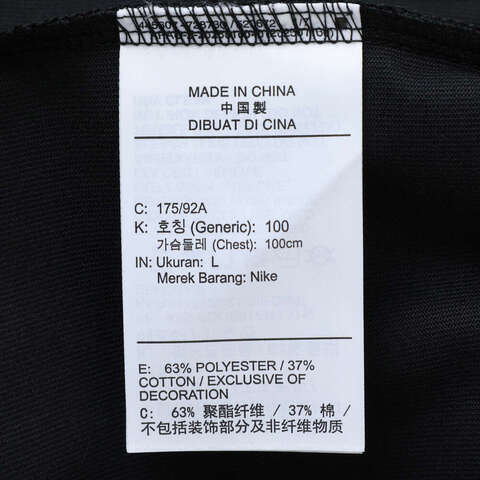 MADE IN CHINA
中国製
DIBUAT DI CINA
C: 175/92A
K: 호칭 (Generic): 100
가슴둘레 (Chest): 100cm
IN: Ukuran: L
Merek Barang: Nike
E: 63% POLYESTER / 37%
COTTON / EXCLUSIVE OF
DECORATION
C: 63% 聚酯纤维 / 37% 棉 /
不包括装饰部分及非纤维物质